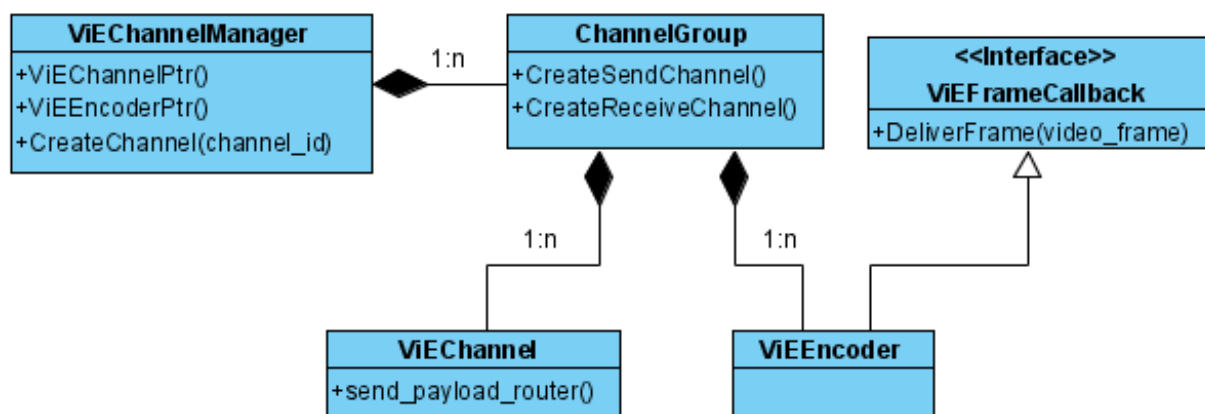 ViEChannelManager
+ViEChannelPtr()
+ViEEncoderPtr()
+CreateChannel(channel_id)
1:n
ChannelGroup
+CreateSendChannel()
+CreateReceiveChannel()
<<Interface>>
ViEFrameCallback
+DeliverFrame(video_frame)
1:n
1:n
ViEChannel
+send_payload_router()
ViEEncoder